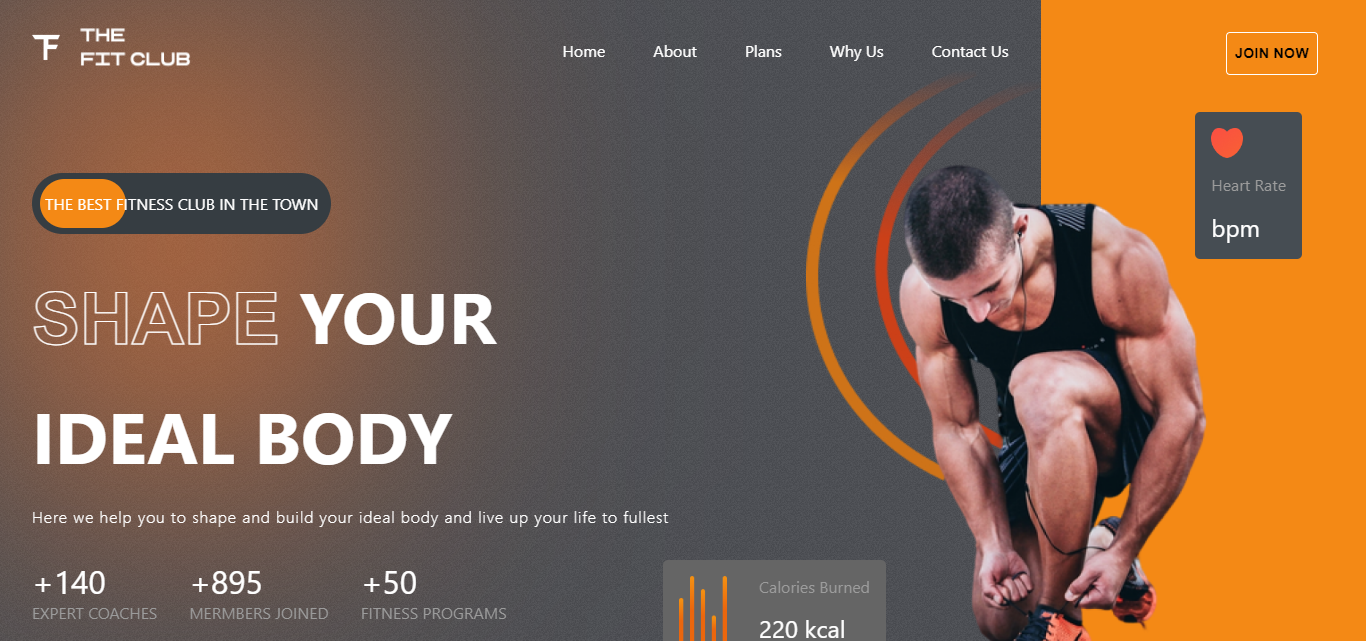 THE
FIT CLUB
Home
About
Plans
Why Us
Contact Us
JOIN NOW
Heart Rate
bpm
THE BEST FITNESS CLUB IN THE TOWN
SHAPE YOUR
IDEAL BODY
Here we help you to shape and build your ideal body and live up your life to fullest
+140
EXPERT COACHES
+895
MERMBERS JOINED
+50
FITNESS PROGRAMS
Calories Burned
220 kcal